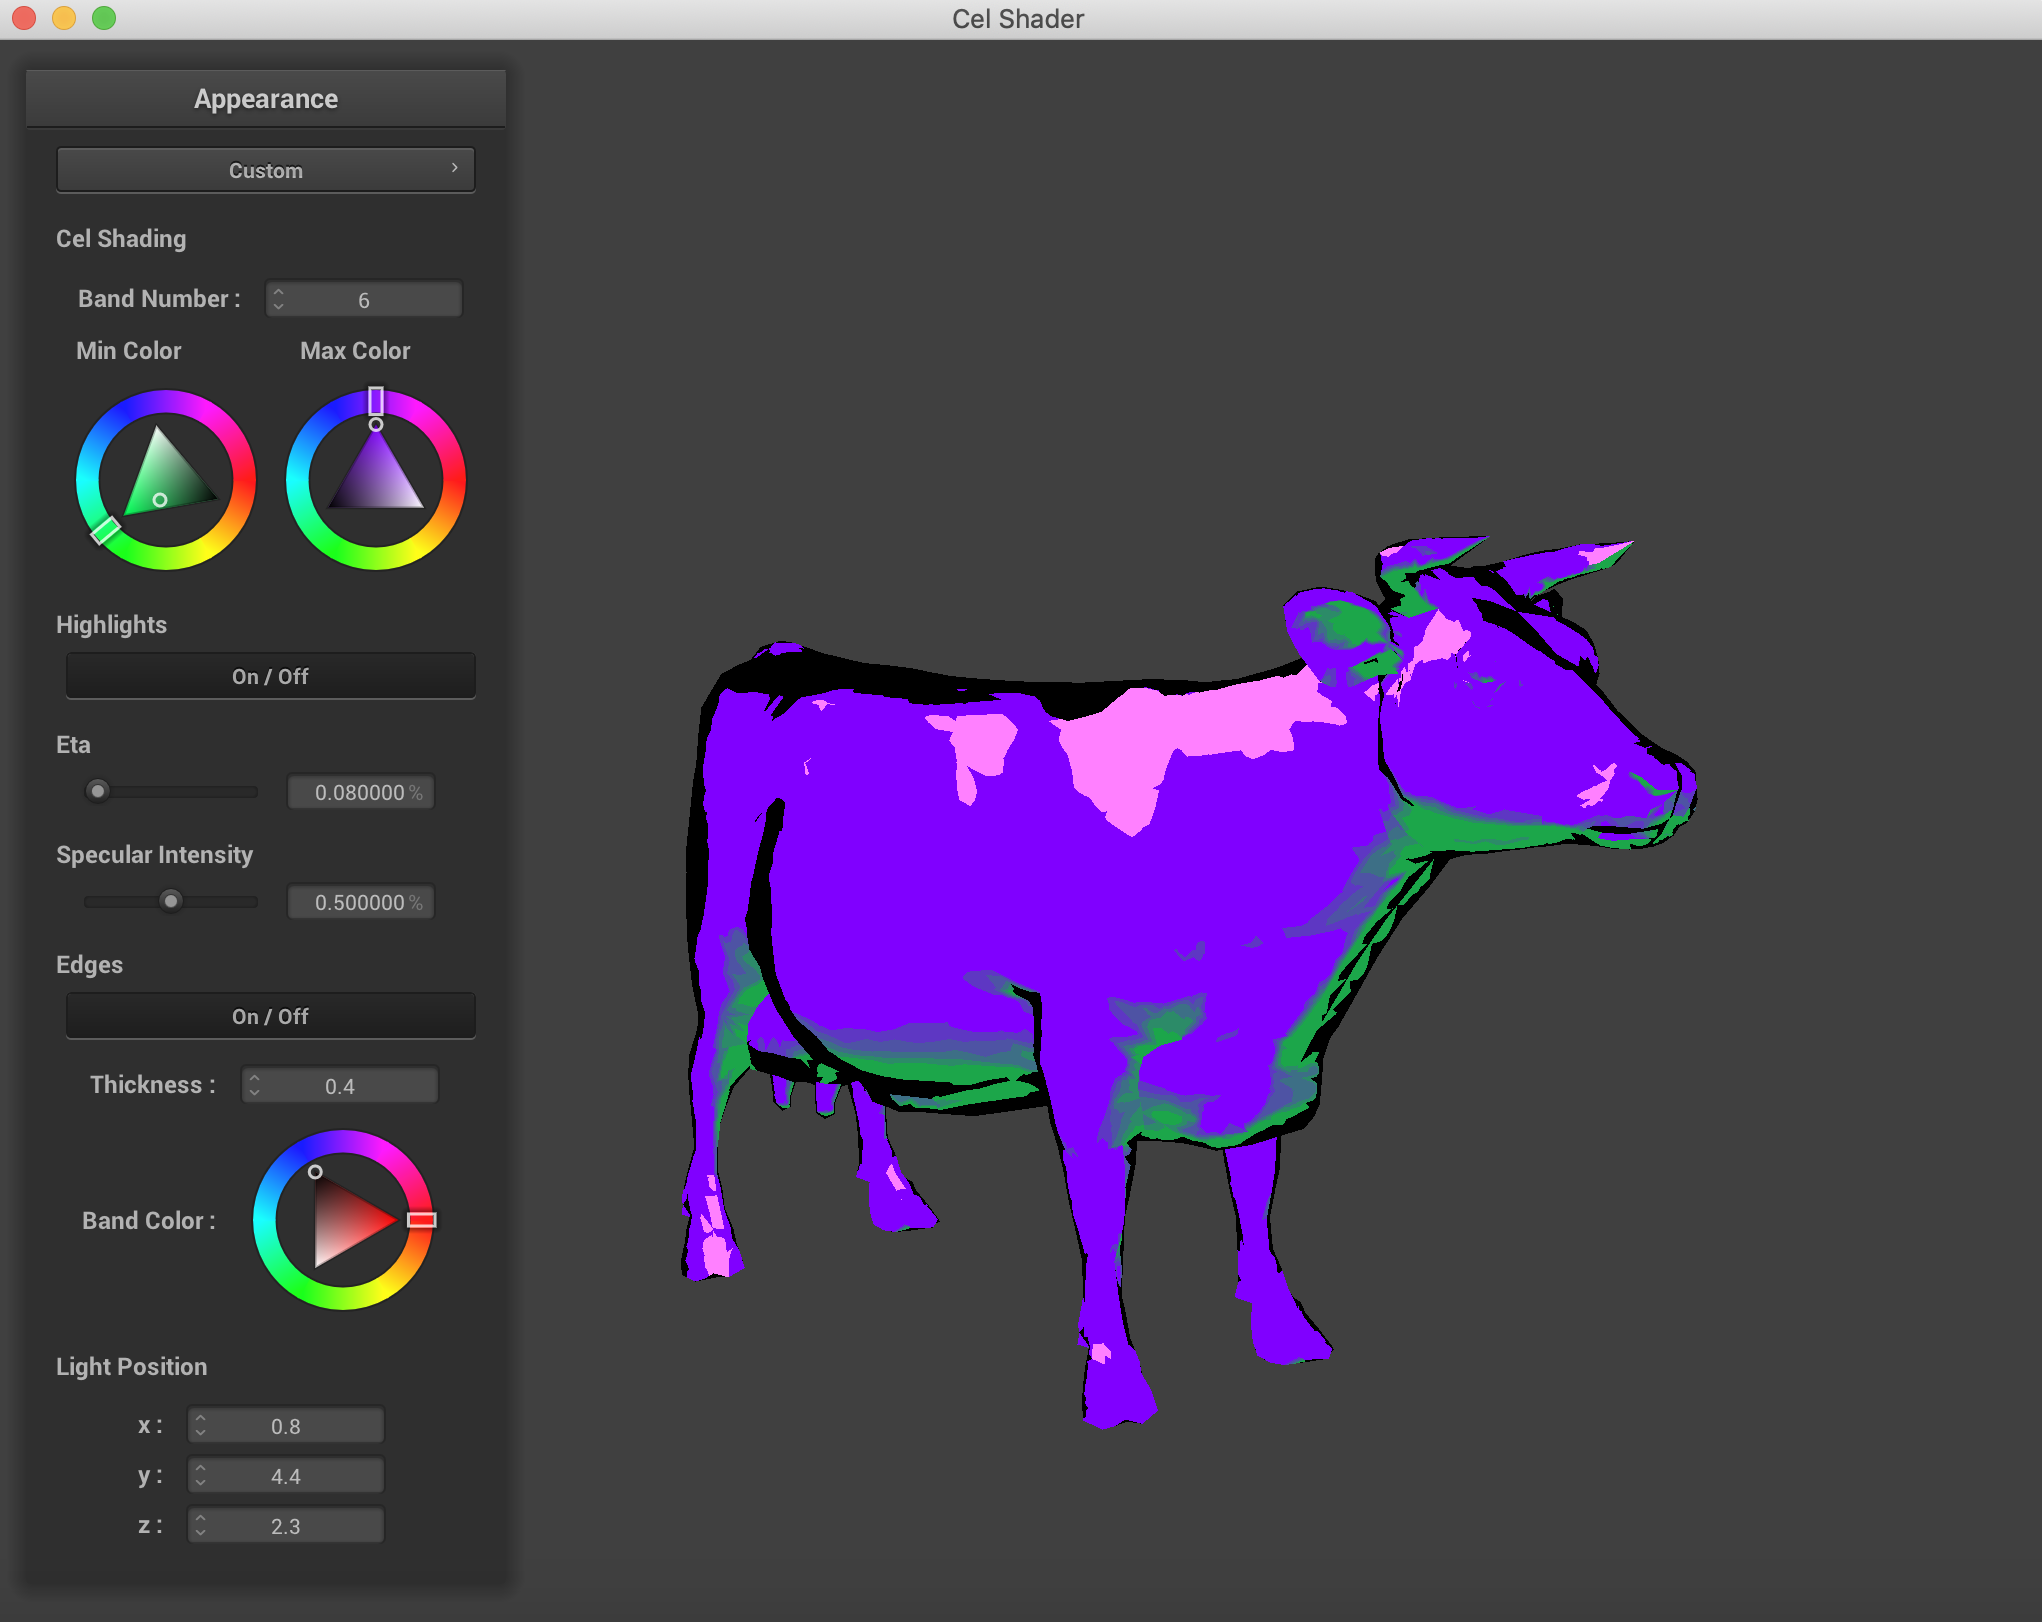 Cel Shader
Appearance
Custom
Cel Shading
Band Number : 6
Min Color Max Color
Highlights
On / Off
Eta
0.080000 %
Specular Intensity
0.500000 %
Edges
On / Off
Thickness : 0.4
Band Color :
Light Position
x : 0.8
y : 4.4
z : 2.3